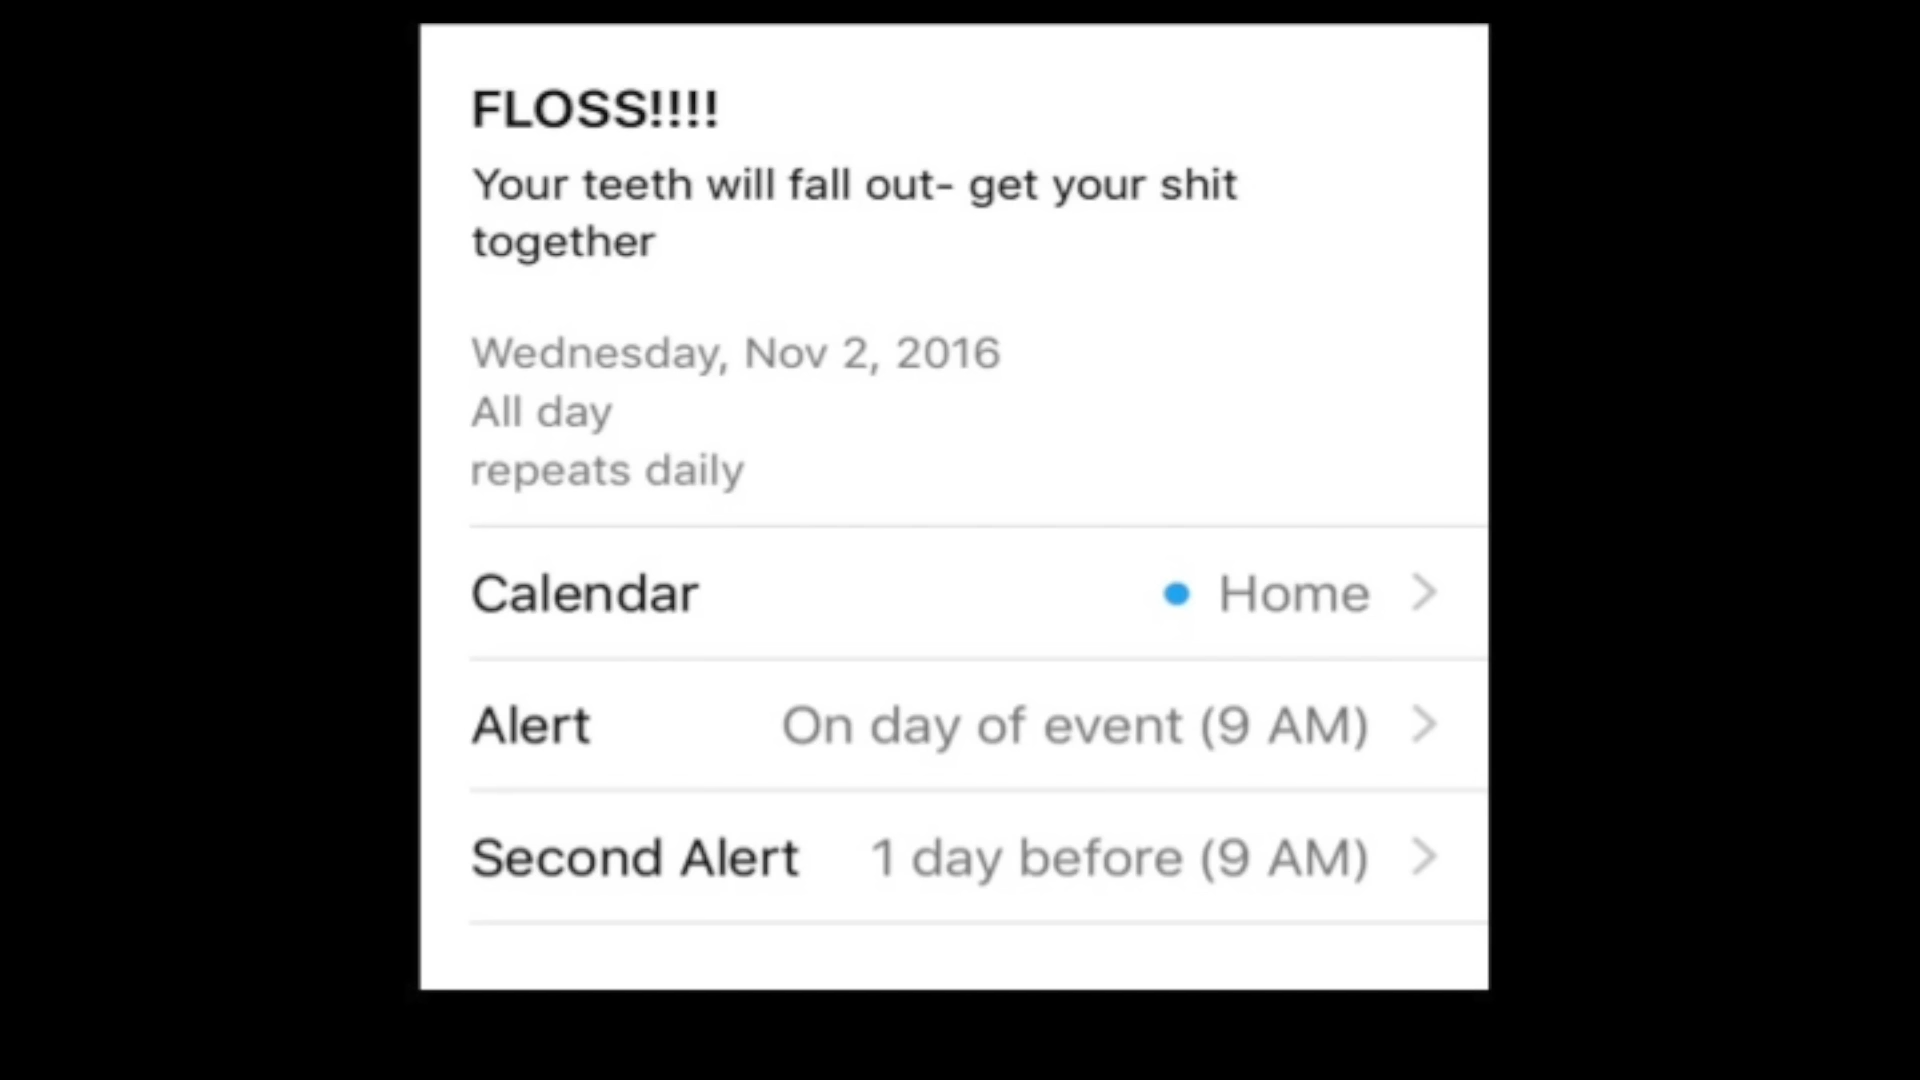 FLOSS!!!!
Your teeth will fall out- get your shit
together
Wednesday, Nov 2, 2016
All day
repeats daily
Calendar Home
Alert On day of event (9 AM)
Second Alert 1 day before (9 AM)